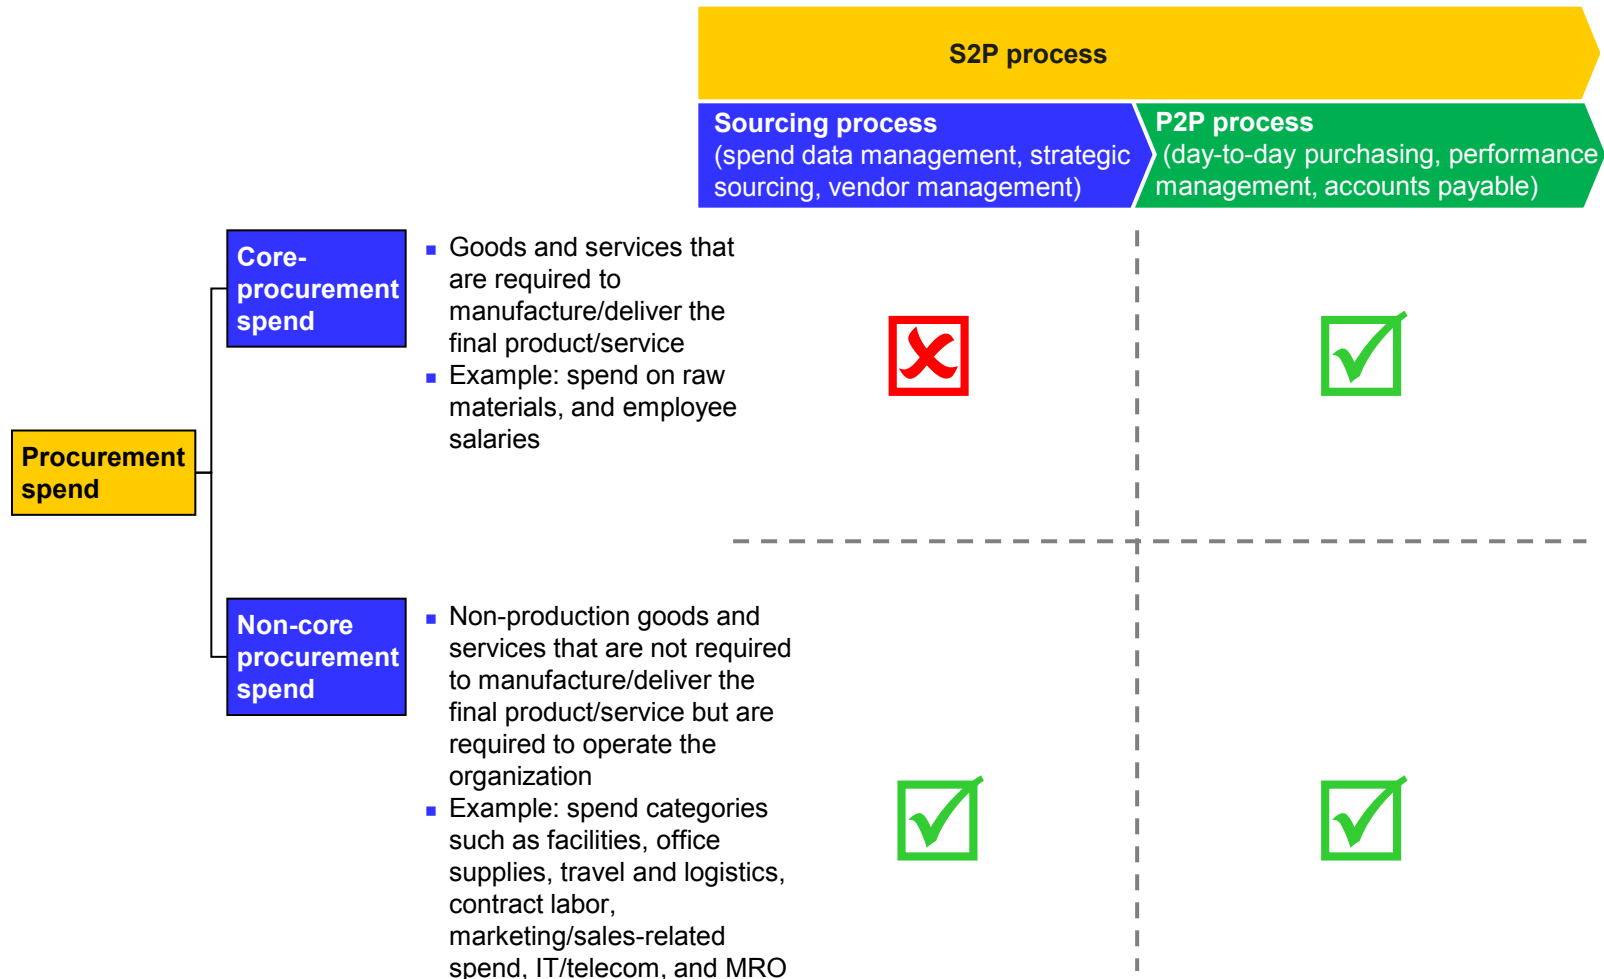 S2P process
Sourcing process
(spend data management, strategic
sourcing, vendor management)
P2P process
(day-to-day purchasing, performance
management, accounts payable)
Core-
procurement
spend
Goods and services that
are required to
manufacture/deliver the
final product/service
Example: spend on raw
materials, and employee
salaries
Procurement
spend
Non-core
procurement
spend
Non-production goods and
services that are not required
to manufacture/deliver the
final product/service but are
required to operate the
organization
Example: spend categories
such as facilities, office
supplies, travel and logistics,
contract labor,
marketing/sales-related
spend, IT/telecom, and MRO